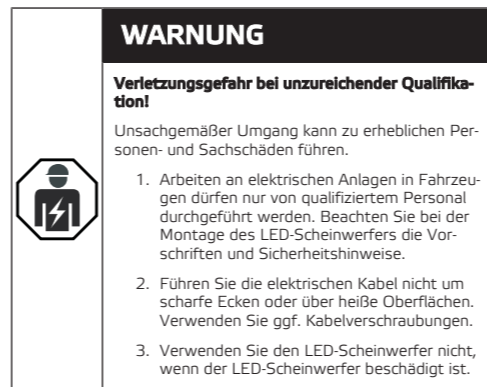 WARNUNG
Verletzungsgefahr bei unzureichender Qualifika-
tion!
Unsachgemäßer Umgang kann zu erheblichen Per-
sonen- und Sachschäden führen.
1. Arbeiten an elektrischen Anlagen in Fahrzeu-
gen dürfen nur von qualifiziertem Personal
durchgeführt werden. Beachten Sie bei der
Montage des LED-Scheinwerfers die Vor-
schriften und Sicherheitshinweise.
2. Führen Sie die elektrischen Kabel nicht um
scharfe Ecken oder über heiße Oberflächen.
Verwenden Sie ggf. Kabelverschraubungen.
3. Verwenden Sie den LED-Scheinwerfer nicht,
wenn der LED-Scheinwerfer beschädigt ist.